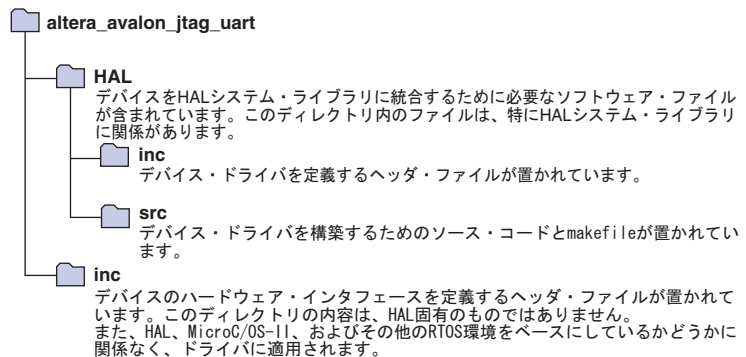 altera_avalon_jtag_uart
HAL
デバイスをHALシステム・ライブラリに統合するために必要なソフトウェア・ファイル
が含まれています。このディレクトリ内のファイルは、特にHALシステム・ライブラリ
に関係があります。
inc
デバイス・ドライバを定義するヘッダ・ファイルが置かれています。
src
デバイス・ドライバを構築するためのソース・コードとmakefileが置かれてい
ます。
inc
デバイスのハードウェア・インタフェースを定義するヘッダ・ファイルが置かれて
います。このディレクトリの内容は、HAL固有のものではありません。
また、HAL、MicroC/OS-II、およびその他のRTOS環境をベースにしているかどうかに
関係なく、ドライバに適用されます。